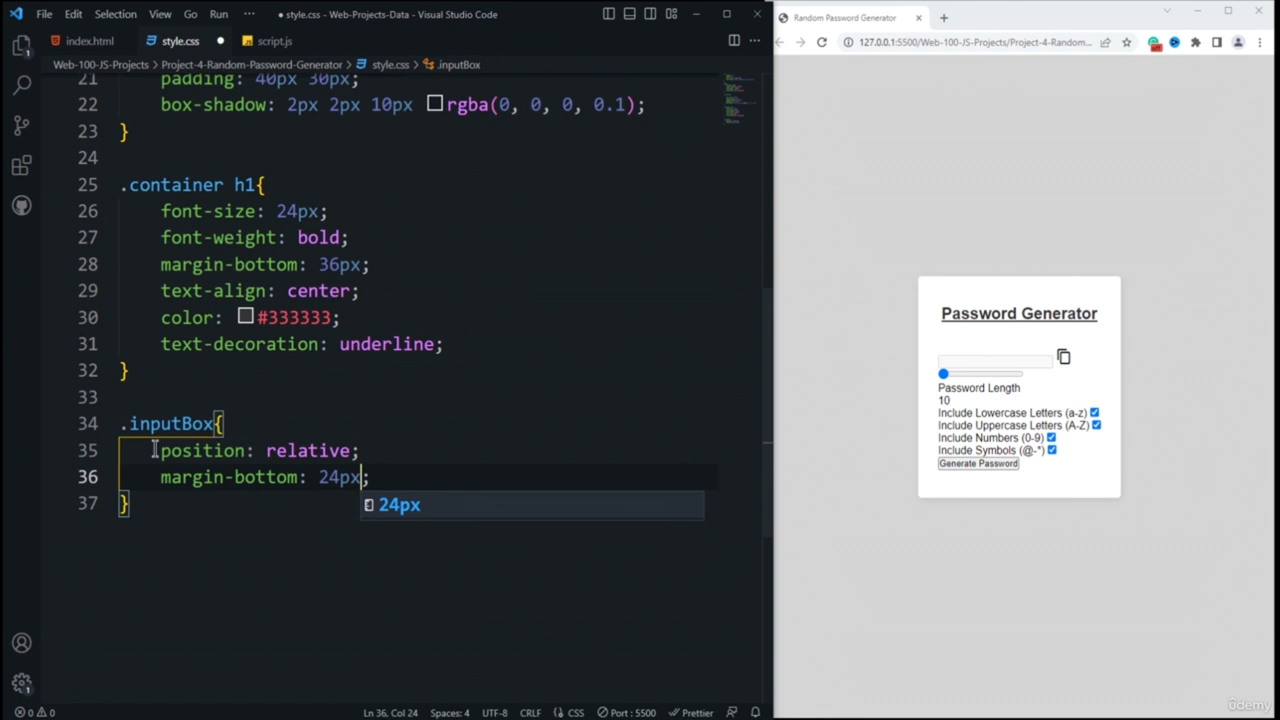 File Edit Selection View Go Run ··· ● style.css - Web-Projects-Data - Visual Studio Code
index.html style.css ● script.js
Web-100-JS-Projects > Project-4-Random-Password-Generator > style.css > .inputBox
21 padding: 40px 30px;
22 box-shadow: 2px 2px 10px rgba(0, 0, 0, 0.1);
23 }
24
25 .container h1{
26 font-size: 24px;
27 font-weight: bold;
28 margin-bottom: 36px;
29 text-align: center;
30 color: #333333;
31 text-decoration: underline;
32 }
33
34 .inputBox{
35 position: relative;
36 margin-bottom: 24px;
24px
37 }
1
1
0 0 Ln 36, Col 24 Spaces: 4 UTF-8 CRLF CSS Port : 5500 Prettier
Random Password Generator
127.0.0.1:5500/Web-100-JS-Projects/Project-4-Random...
Password Generator
Password Length
10
Include Lowercase Letters (a-z)
Include Uppercase Letters (A-Z)
Include Numbers (0-9)
Include Symbols (@-*)
Generate Password
ûdemy